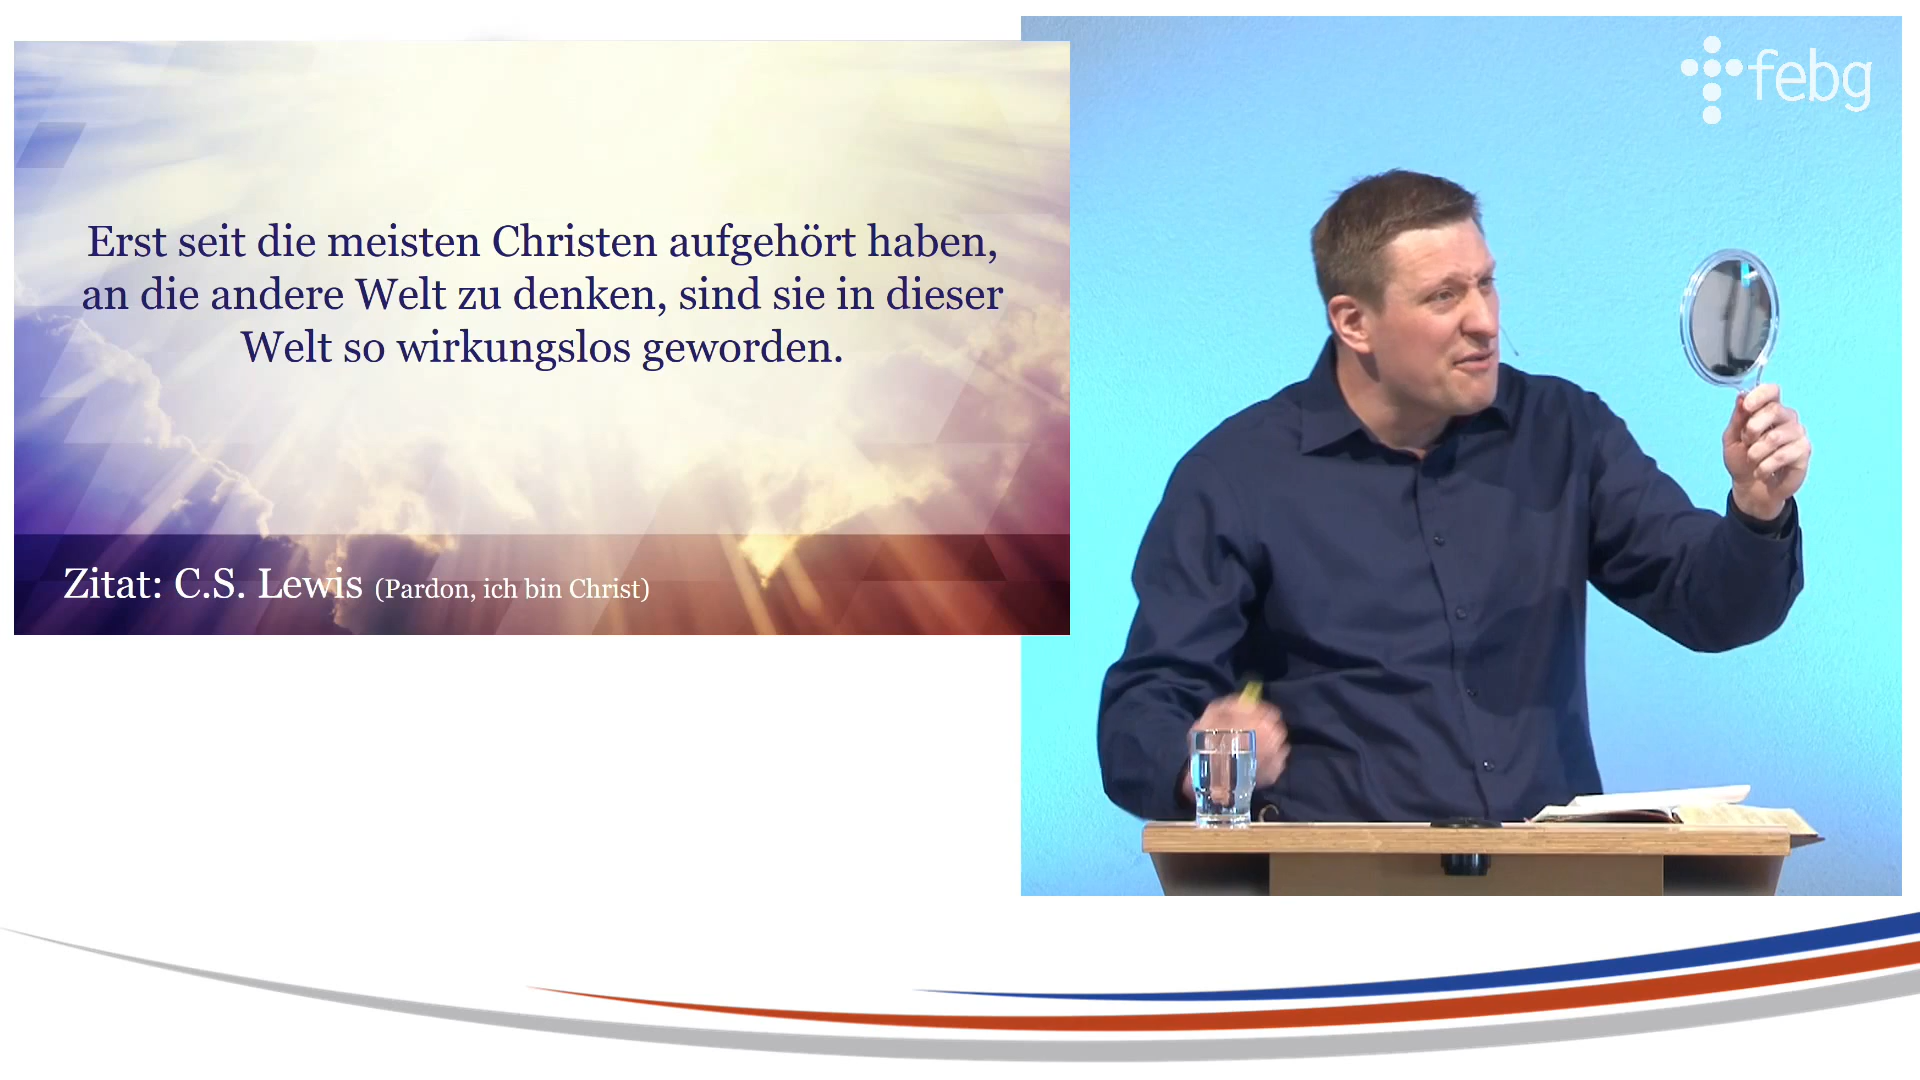 Erst seit die meisten Christen aufgehört haben,
an die andere Welt zu denken, sind sie in dieser
Welt so wirkungslos geworden.
Zitat: C.S. Lewis (Pardon, ich bin Christ)
febg